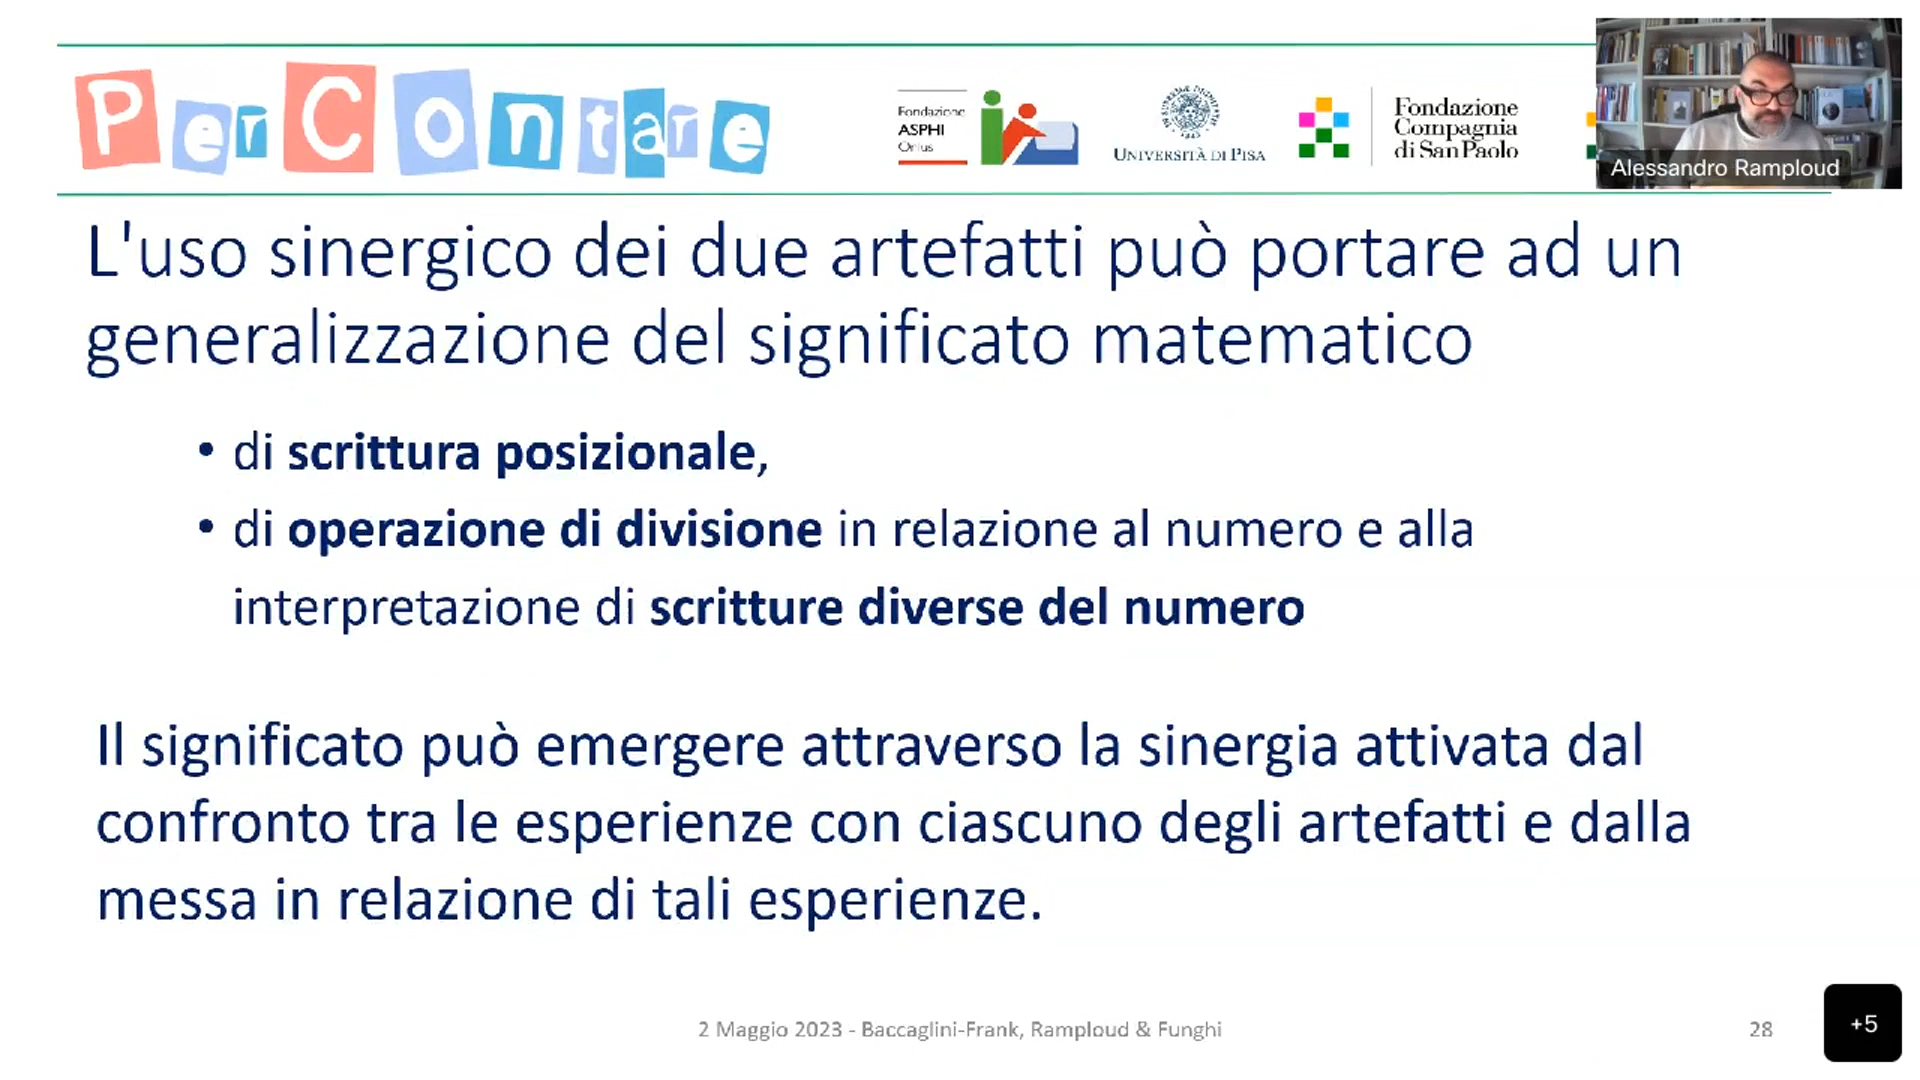 PerContare
Fondazione
ASPHI
Onlus
UNIVERSITÀ DI PISA
Fondazione
Compagnia
di San Paolo
Alessandro Ramploud
L'uso sinergico dei due artefatti può portare ad un
generalizzazione del significato matematico
• di scrittura posizionale,
• di operazione di divisione in relazione al numero e alla
interpretazione di scritture diverse del numero
Il significato può emergere attraverso la sinergia attivata dal
confronto tra le esperienze con ciascuno degli artefatti e dalla
messa in relazione di tali esperienze.
2 Maggio 2023 - Baccaglini-Frank, Ramploud & Funghi
28
+5